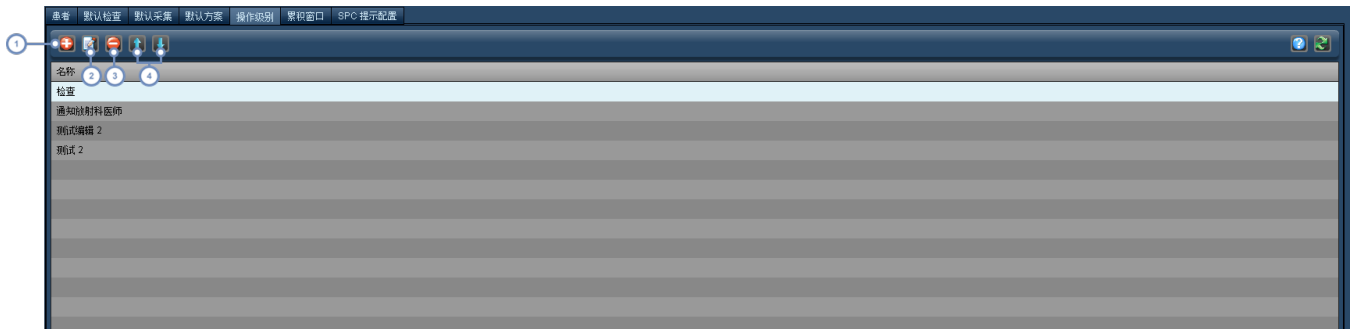 患者 默认检查 默认采集 默认方案 操作级别 累积窗口 SPC 提示配置
1
名称
2 3 4
检查
通知放射科医师
测试编辑 2
测试 2